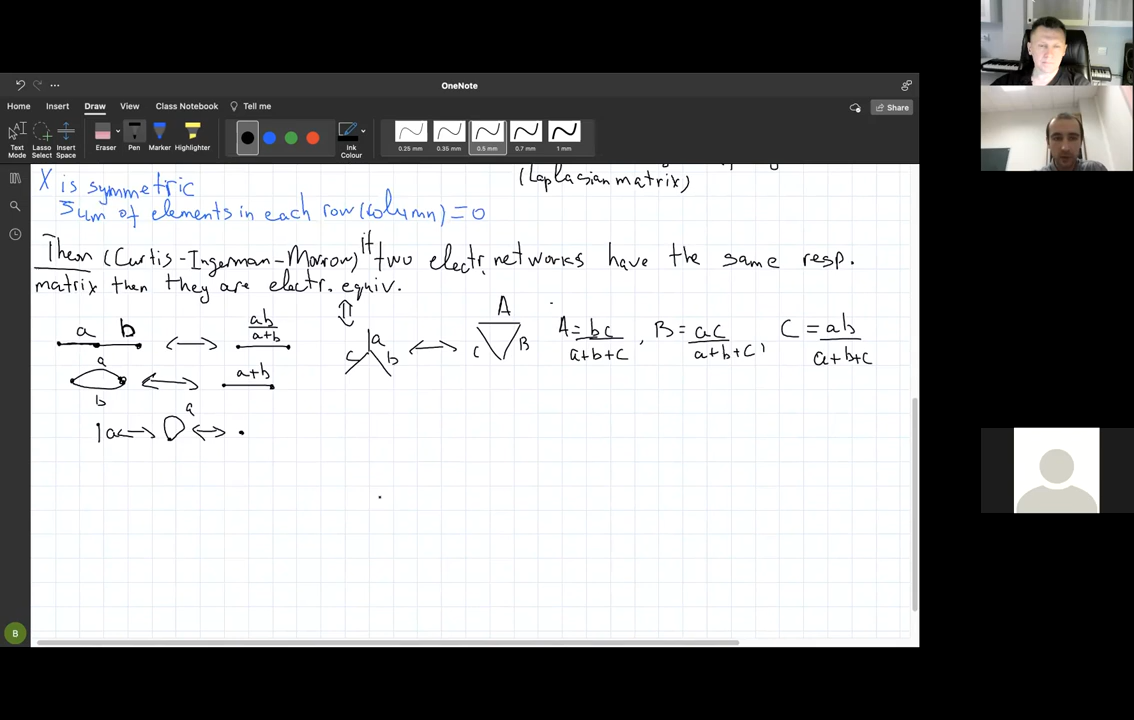 OneNote
Home Insert Draw View Class Notebook Tell me
Share
Text Mode
Lasso Select
Insert Space
Eraser
Pen
Marker
Highlighter
Ink Colour
0.25 mm 0.35 mm 0.5 mm 0.7 mm 1 mm
(Laplacian matrix)
X is symmetric
Sum of elements in each row (column) = 0
Theon (Curtis-Ingerman-Morrow) If two electr. networks have the same resp.
matrix then they are electr. equiv.
a b ↔ ab/(a+b)
a b ↔ a+b
a ↔ a ↔ .
a b c ↔ A B C
A = bc/(a+b+c), B = ac/(a+b+c), C = ab/(a+b+c)
B